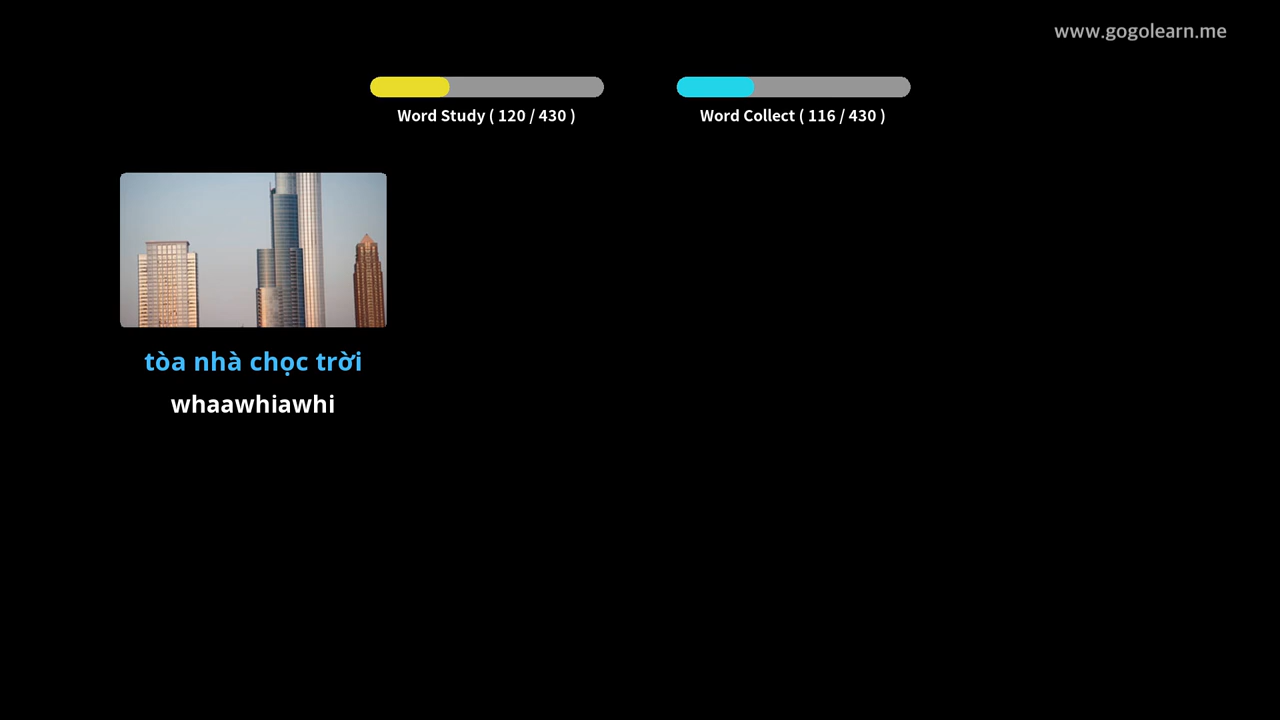 www.gogolearn.me
Word Study ( 120 / 430 )
Word Collect ( 116 / 430 )
tòa nhà chọc trời
whaawhiawhi